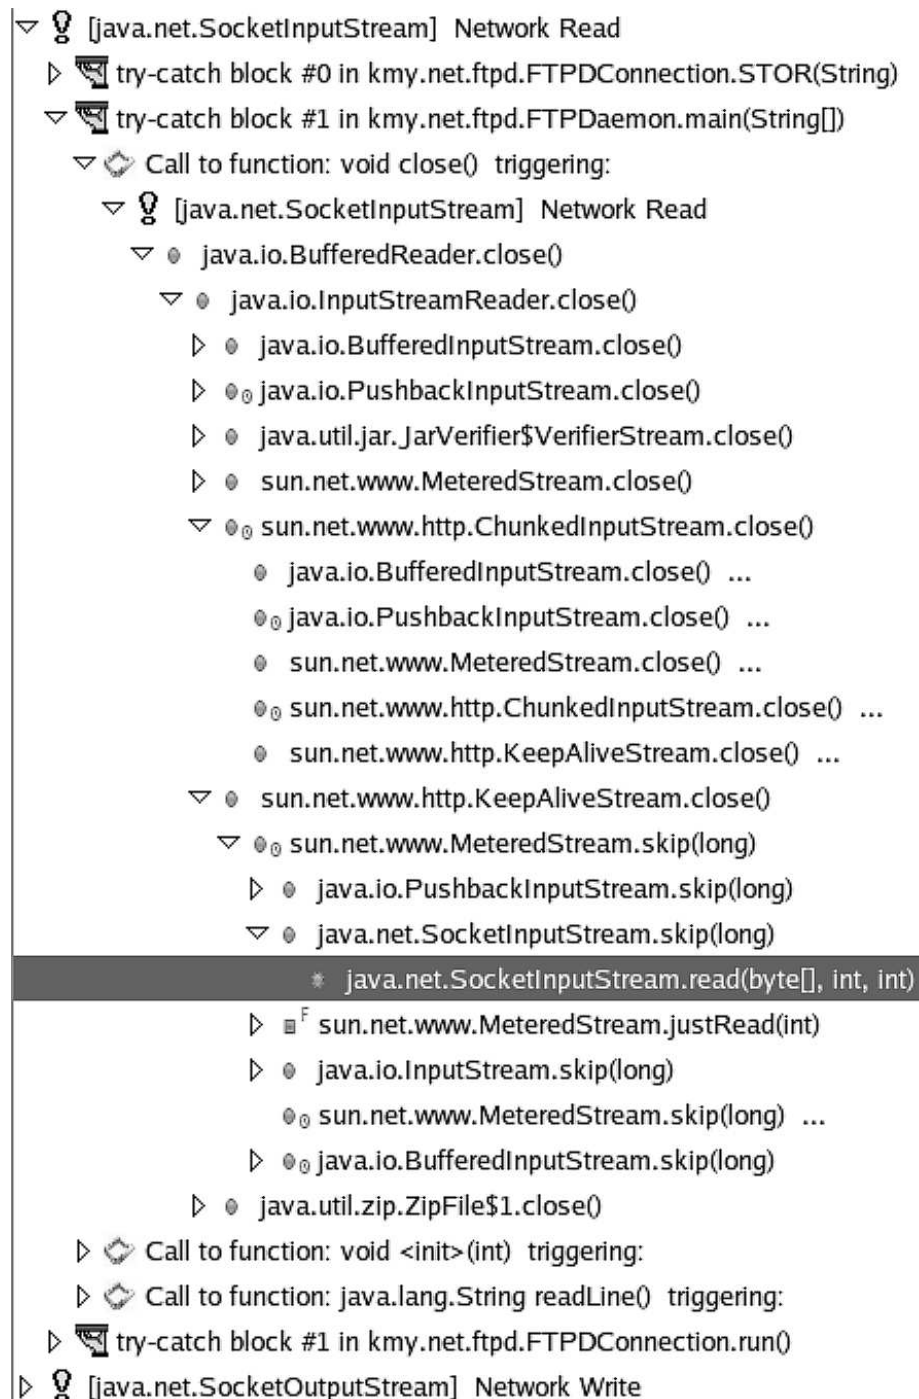 [java.net.SocketInputStream] Network Read
try-catch block #0 in kmy.net.ftpd.FTPDConnection.STOR(String)
try-catch block #1 in kmy.net.ftpd.FTPDaemon.main(String[])
Call to function: void close() triggering:
[java.net.SocketInputStream] Network Read
java.io.BufferedReader.close()
java.io.InputStreamReader.close()
java.io.BufferedInputStream.close()
java.io.PushbackInputStream.close()
java.util.jar.JarVerifier$VerifierStream.close()
sun.net.www.MeteredStream.close()
sun.net.www.http.ChunkedInputStream.close()
java.io.BufferedInputStream.close() ...
java.io.PushbackInputStream.close() ...
sun.net.www.MeteredStream.close() ...
sun.net.www.http.ChunkedInputStream.close() ...
sun.net.www.http.KeepAliveStream.close() ...
sun.net.www.http.KeepAliveStream.close()
sun.net.www.MeteredStream.skip(long)
java.io.PushbackInputStream.skip(long)
java.net.SocketInputStream.skip(long)
java.net.SocketInputStream.read(byte[], int, int)
F sun.net.www.MeteredStream.justRead(int)
java.io.InputStream.skip(long)
sun.net.www.MeteredStream.skip(long) ...
java.io.BufferedInputStream.skip(long)
java.util.zip.ZipFile$1.close()
Call to function: void <init>(int) triggering:
Call to function: java.lang.String readLine() triggering:
try-catch block #1 in kmy.net.ftpd.FTPDConnection.run()
[java.net.SocketOutputStream] Network Write